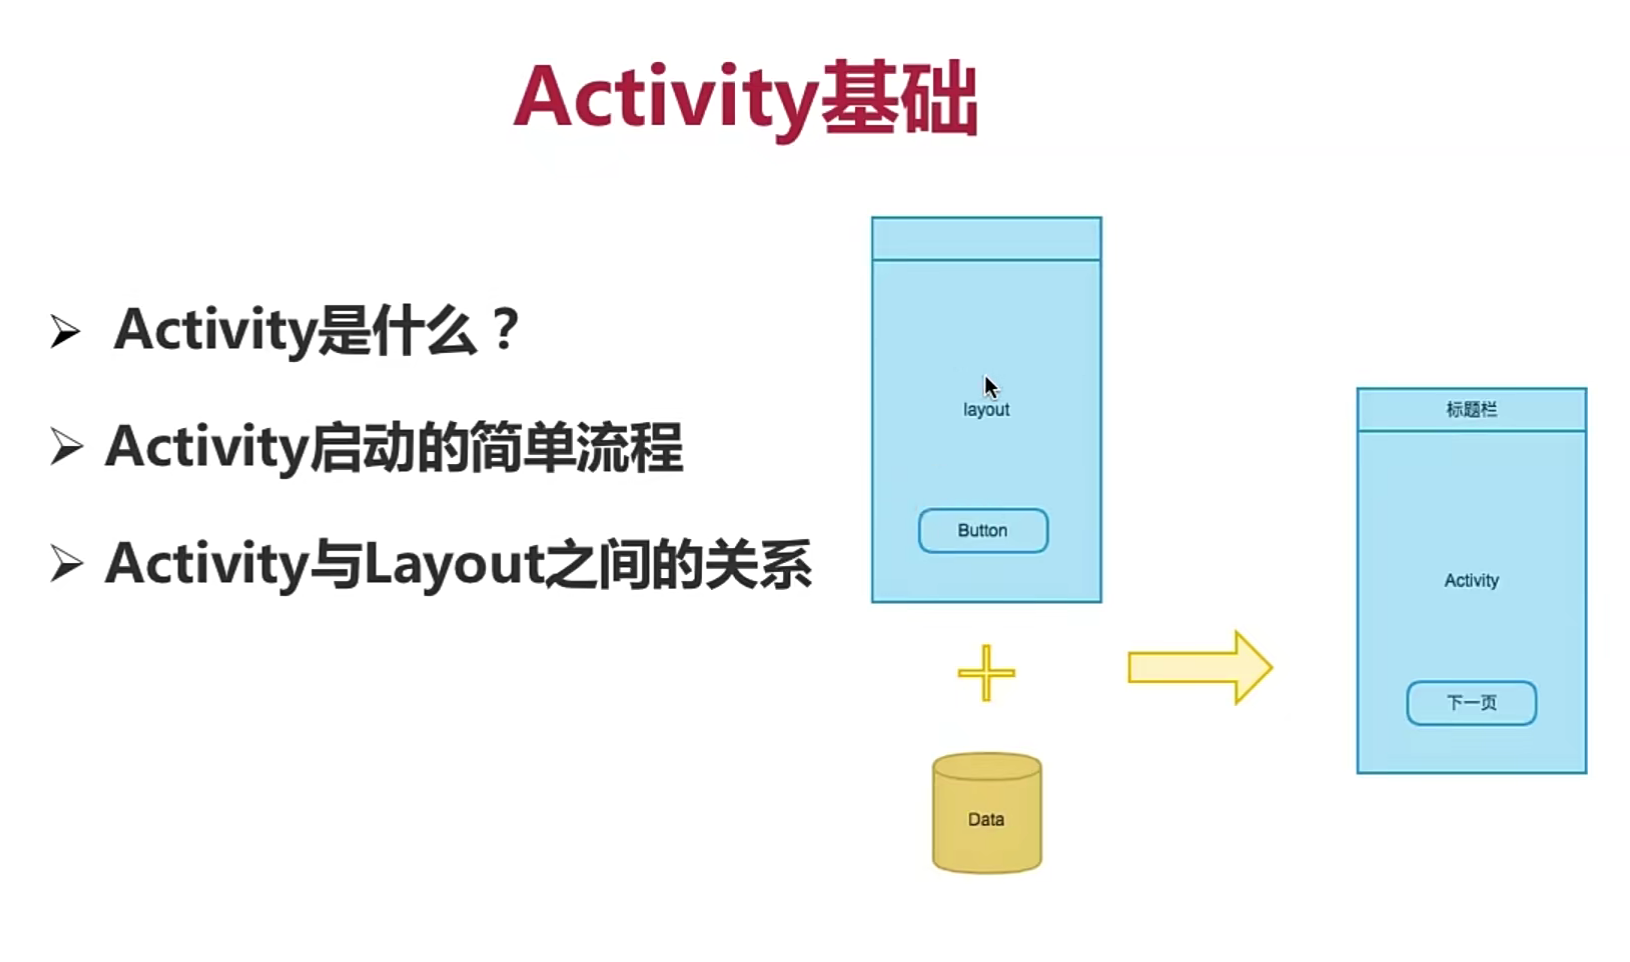 Activity基础
Activity是什么？
Activity启动的简单流程
Activity与Layout之间的关系
layout
Button
Data
标题栏
Activity
下一页